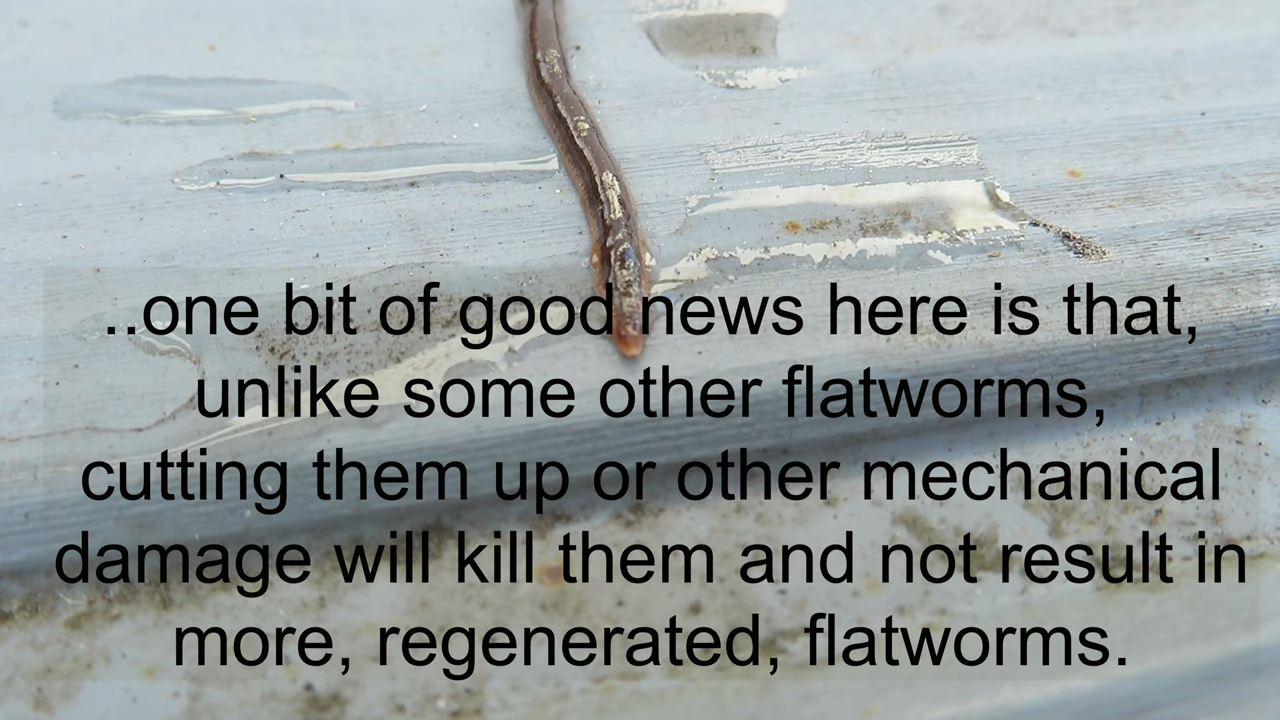 ..one bit of good news here is that,
unlike some other flatworms,
cutting them up or other mechanical
damage will kill them and not result in
more, regenerated, flatworms.